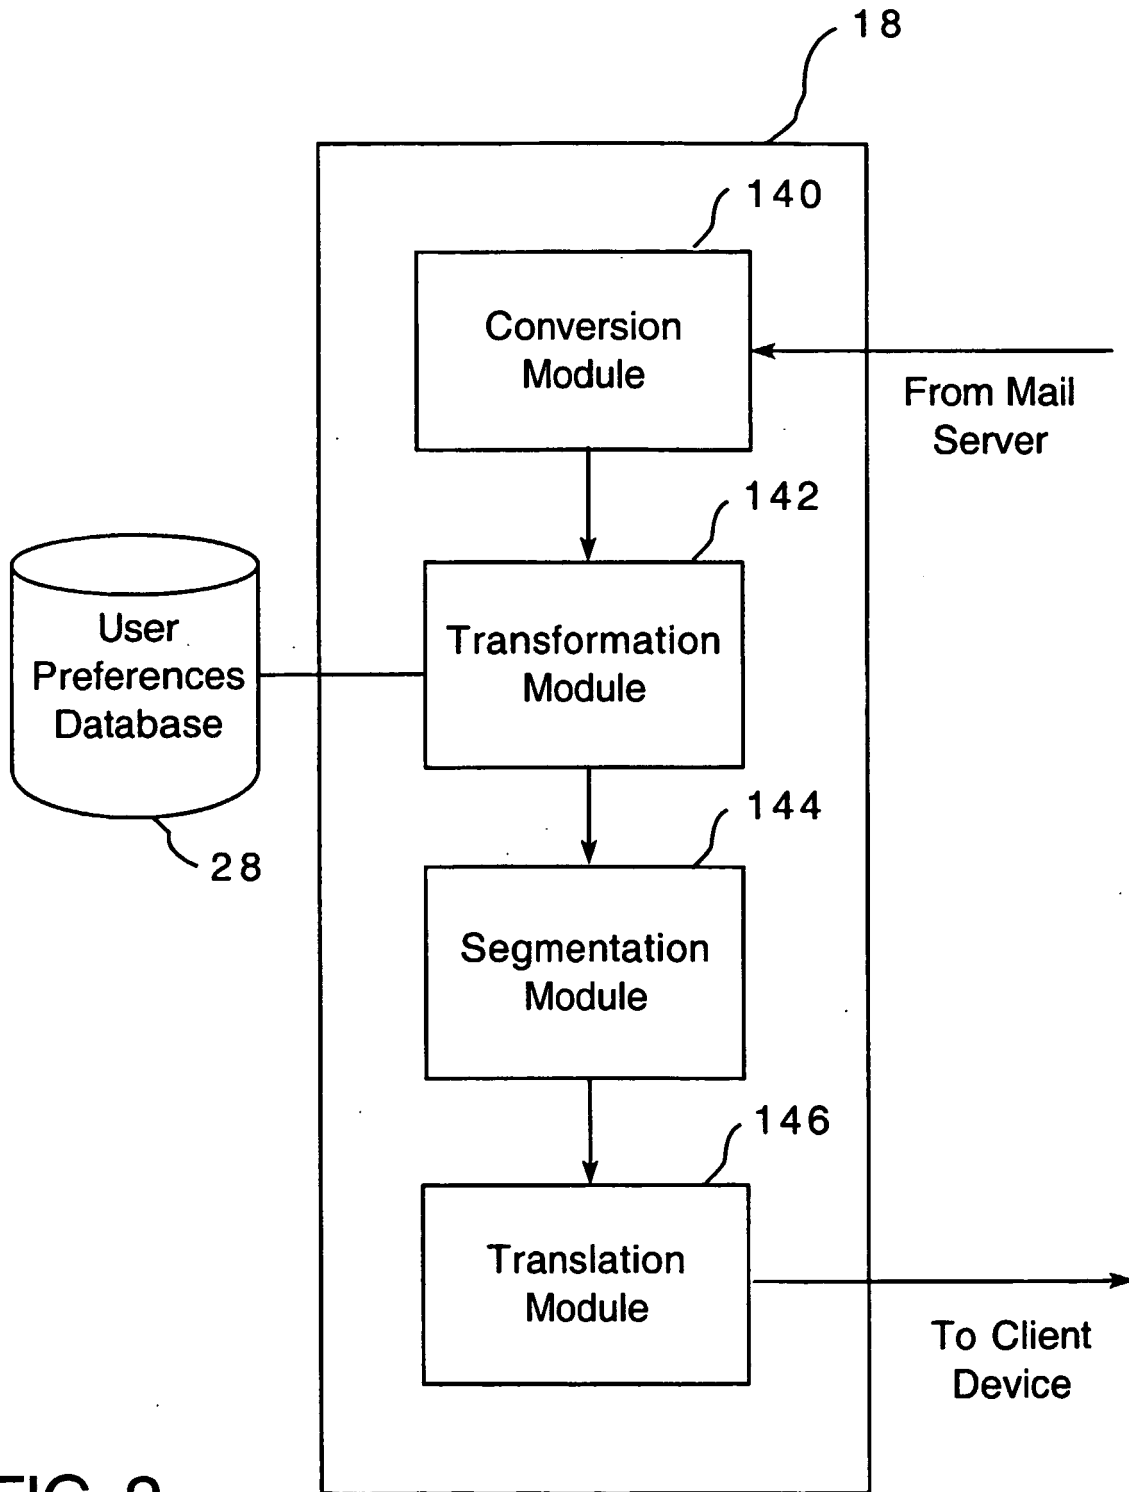 18
140
Conversion
Module
From Mail
Server
142
User
Preferences
Database
Transformation
Module
28
144
Segmentation
Module
146
Translation
Module
To Client
Device